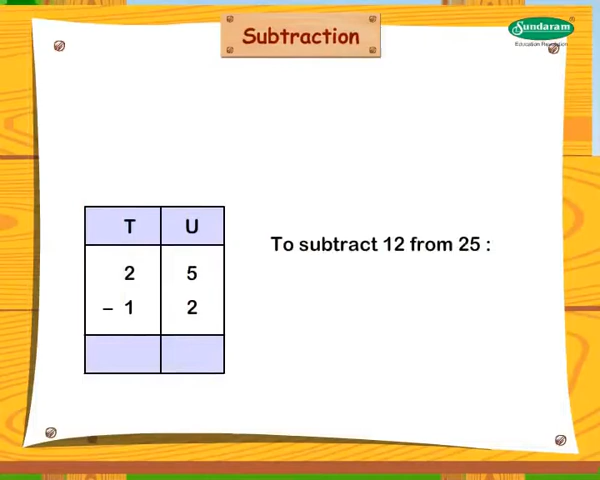 Subtraction
Sundaram®
Education Foundation
T U
2 5
– 1 2
To subtract 12 from 25 :